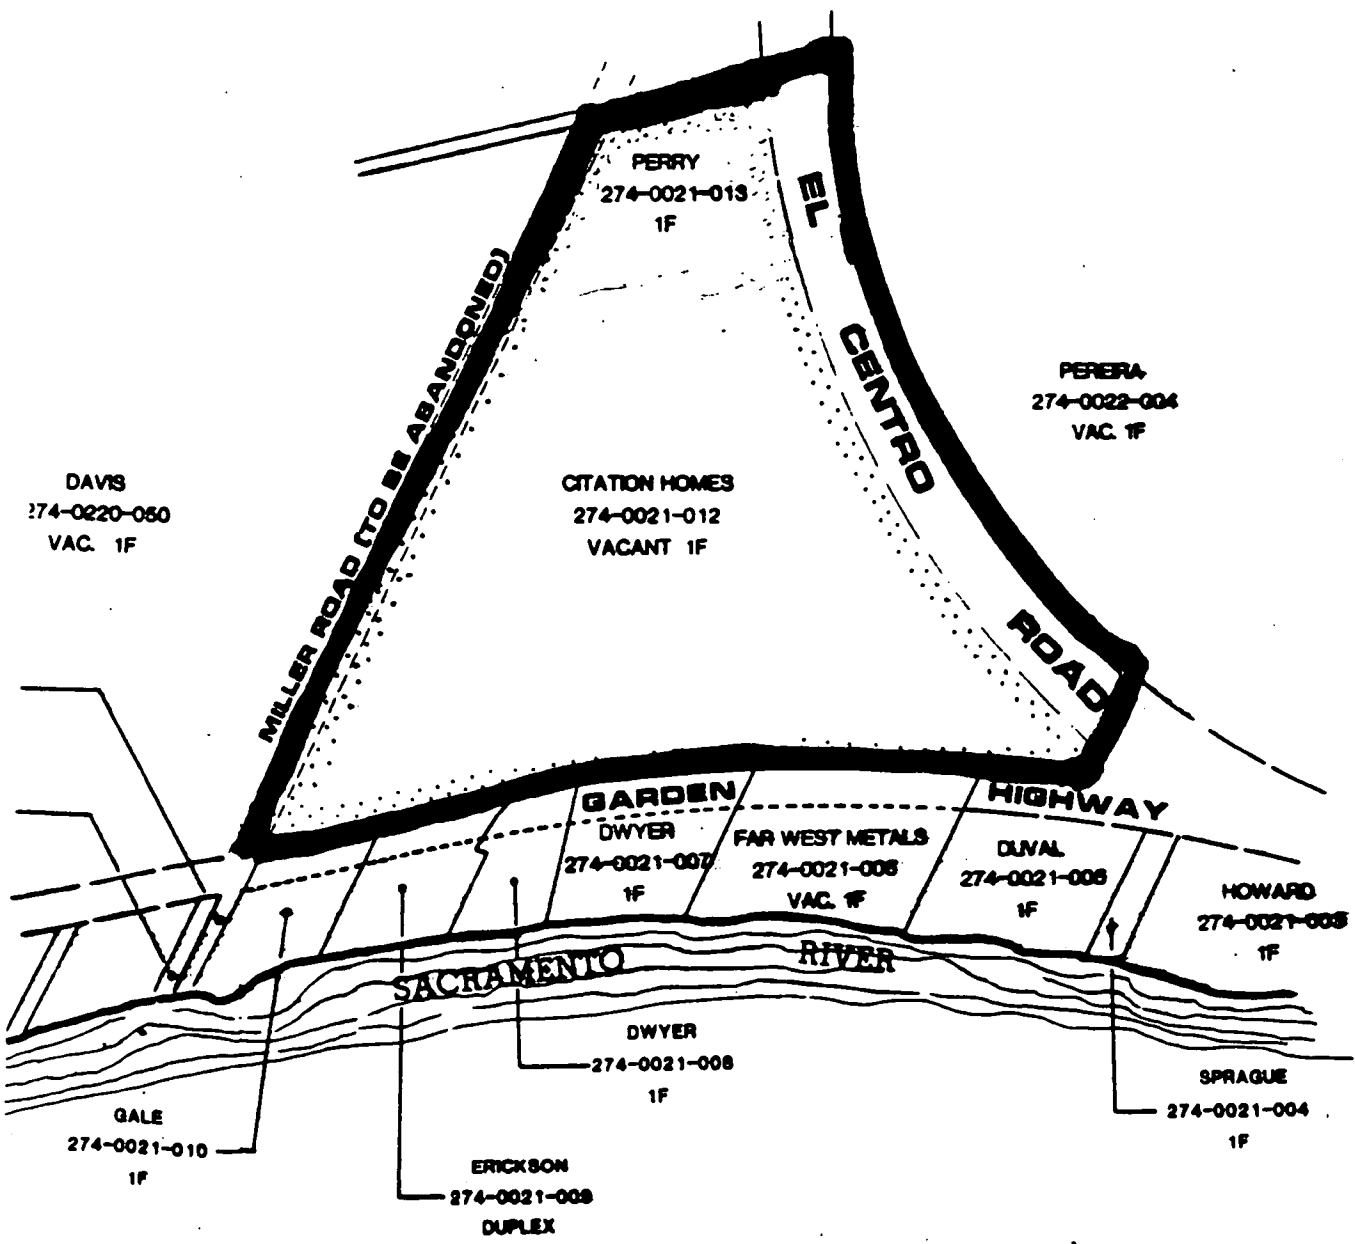 PERRY
274-0021-013
1F
EL CENTRO ROAD
MILLER ROAD (TO BE ABANDONED)
PEREIRA
274-0022-004
VAC. 1F
DAVIS
274-0220-050
VAC. 1F
CITATION HOMES
274-0021-012
VACANT 1F
GARDEN HIGHWAY
DWYER
274-0021-007
1F
FAR WEST METALS
274-0021-006
VAC. 1F
DUVAL
274-0021-005
1F
HOWARD
274-0021-003
1F
SACRAMENTO RIVER
DWYER
274-0021-008
1F
SPRAGUE
274-0021-004
1F
GALE
274-0021-010
1F
ERICKSON
274-0021-009
DUPLEX